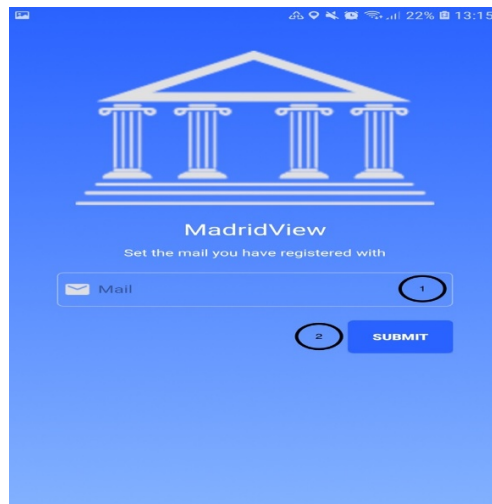 22% 13:15
MadridView
Set the mail you have registered with
Mail
1
2
SUBMIT